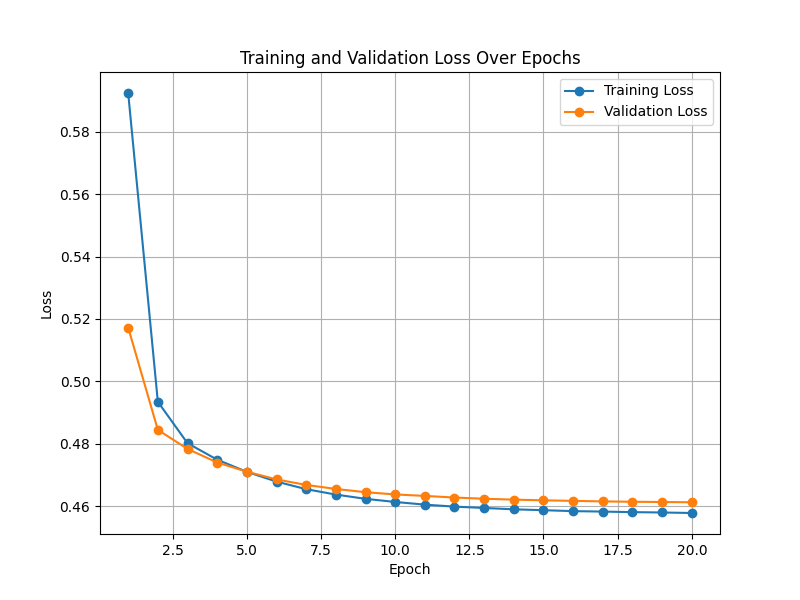 Training and Validation Loss Over Epochs
Training Loss
Validation Loss
0.58
0.56
0.54
0.52
0.50
0.48
0.46
Loss
2.5 5.0 7.5 10.0 12.5 15.0 17.5 20.0
Epoch